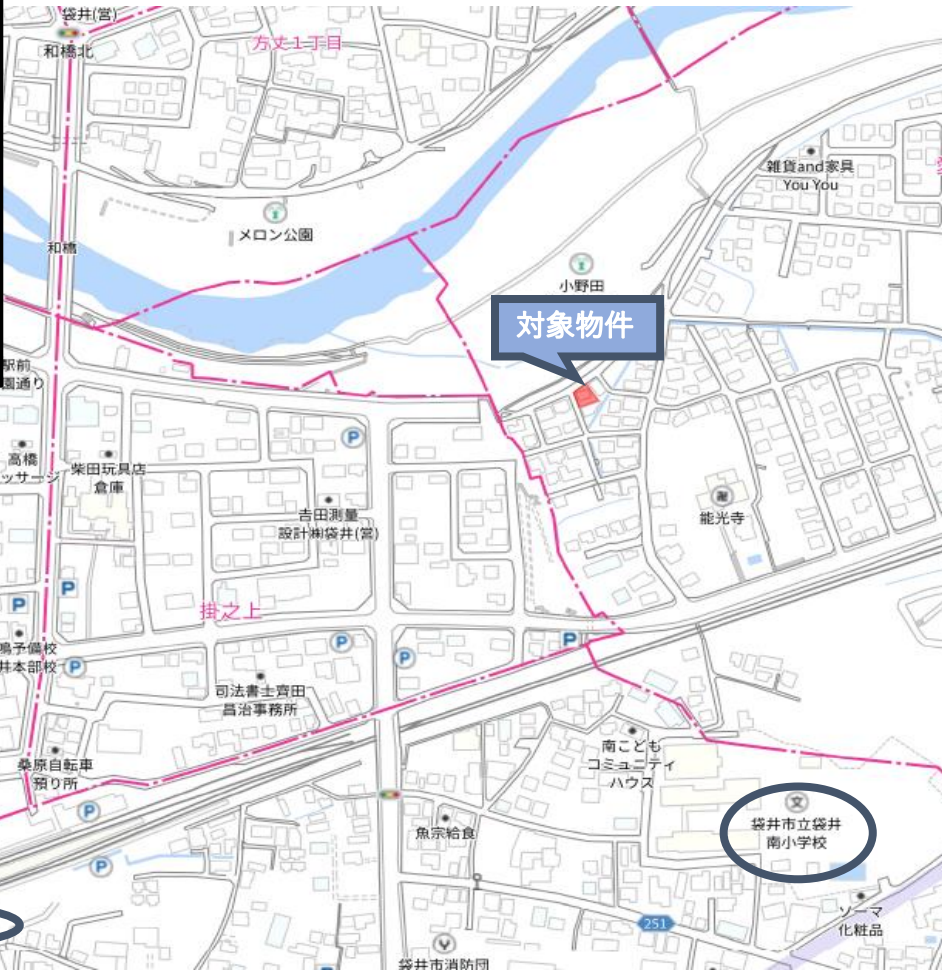 袋井(営)
和橋北
方丈1丁目
雑貨and家具
You You
メロン公園
和橋
小野田
対象物件
駅前
園通り
P
高橋
ッサージ
柴田玩具店
倉庫
吉田測量
設計㈱袋井(営)
能光寺
P
P
掛之上
P
P
P
鳴予備校
井本部校
P
司法書士齊田
昌治事務所
桑原自転車
預り所
南こども
コミュニティ
ハウス
P
袋井市立袋井
南小学校
魚宗給食
P
ソーマ
化粧品
251
袋井市消防団